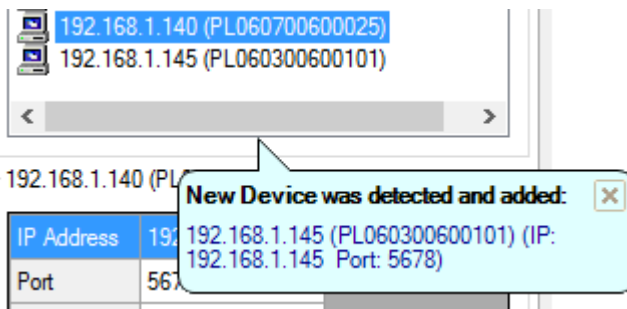 192.168.1.140 (PL060700600025)
192.168.1.145 (PL060300600101)
192.168.1.140 (PL
New Device was detected and added:
192.168.1.145 (PL060300600101) (IP:
192.168.1.145 Port: 5678)
IP Address 192
Port 567